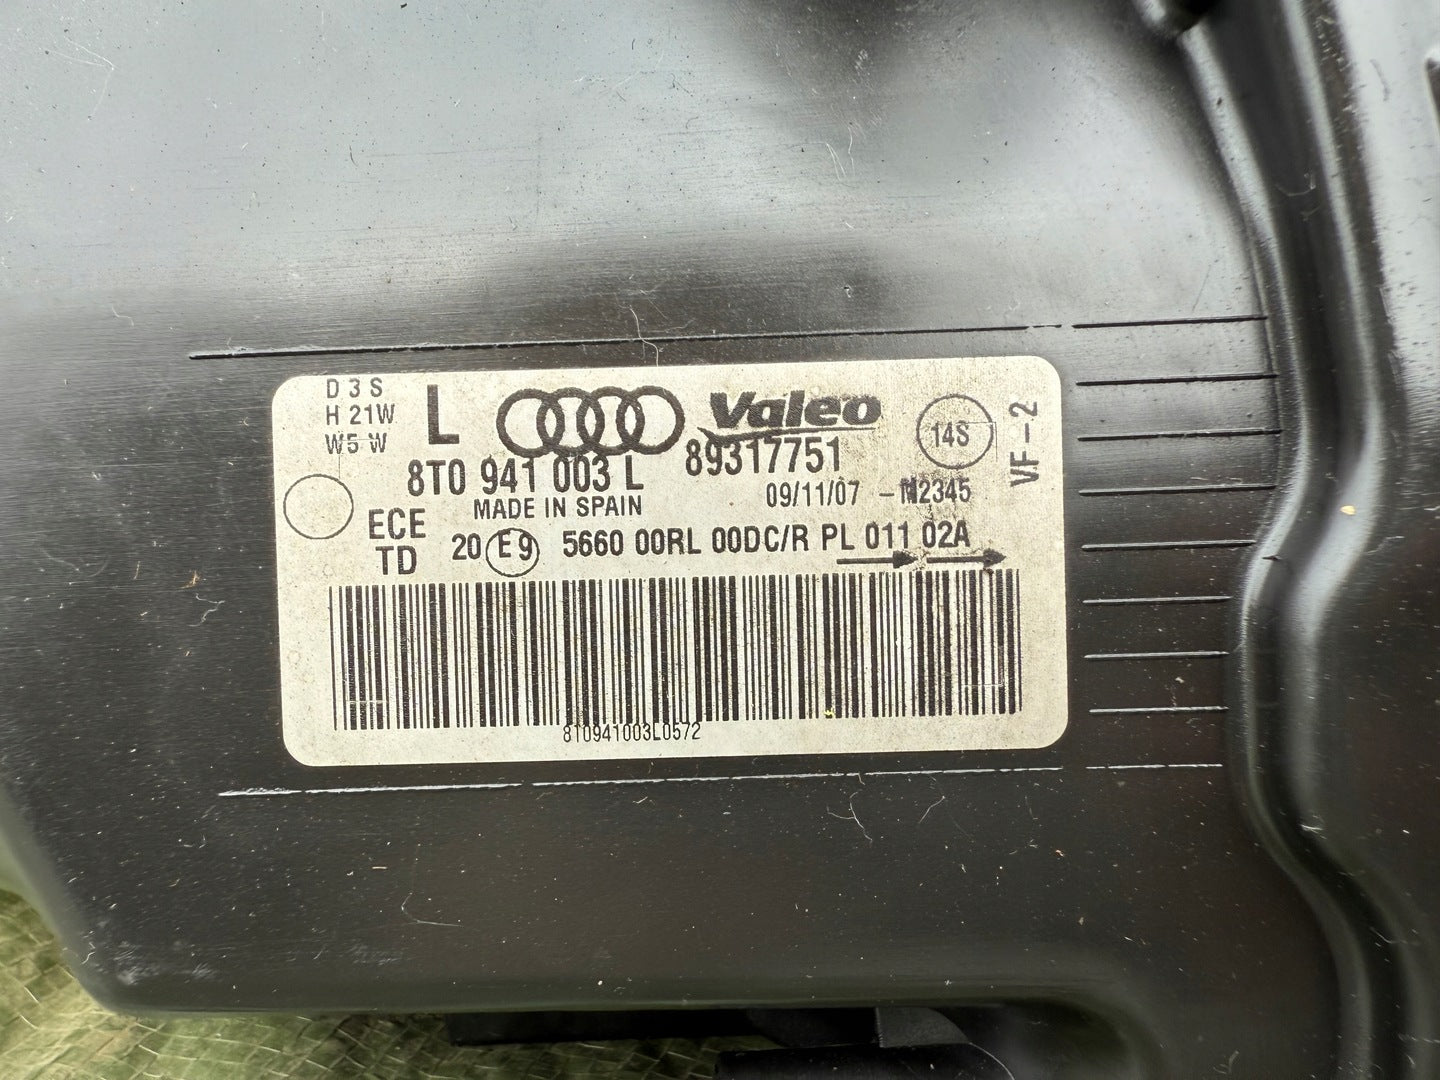 D 3 S
H 21W
W5 W
L
Valeo
8T0 941 003 L
89317751
14S
VF-2
MADE IN SPAIN
09/11/07 - M2345
ECE
TD
20 E9 5660 00RL 00DC/R PL 011 02A
8T0941003L0572